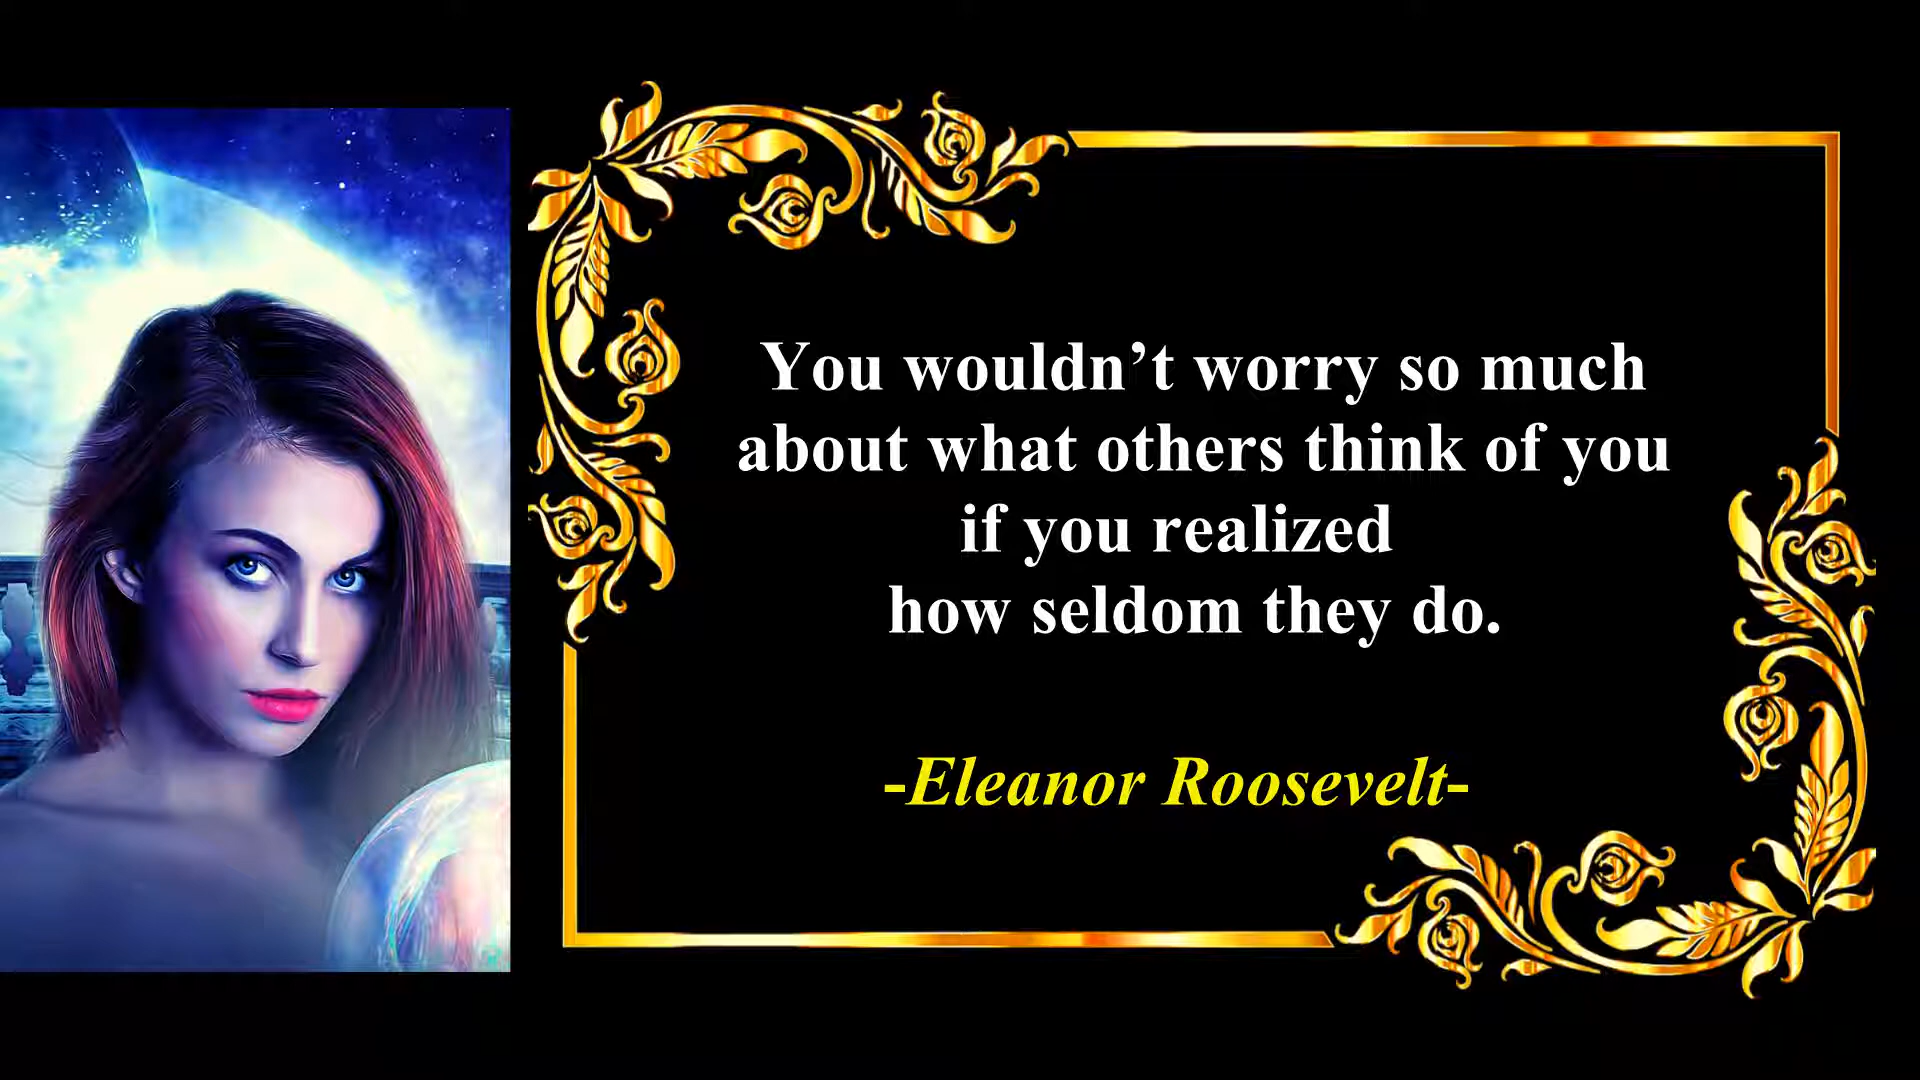 You wouldn’t worry so much
about what others think of you
if you realized
how seldom they do.
-Eleanor Roosevelt-